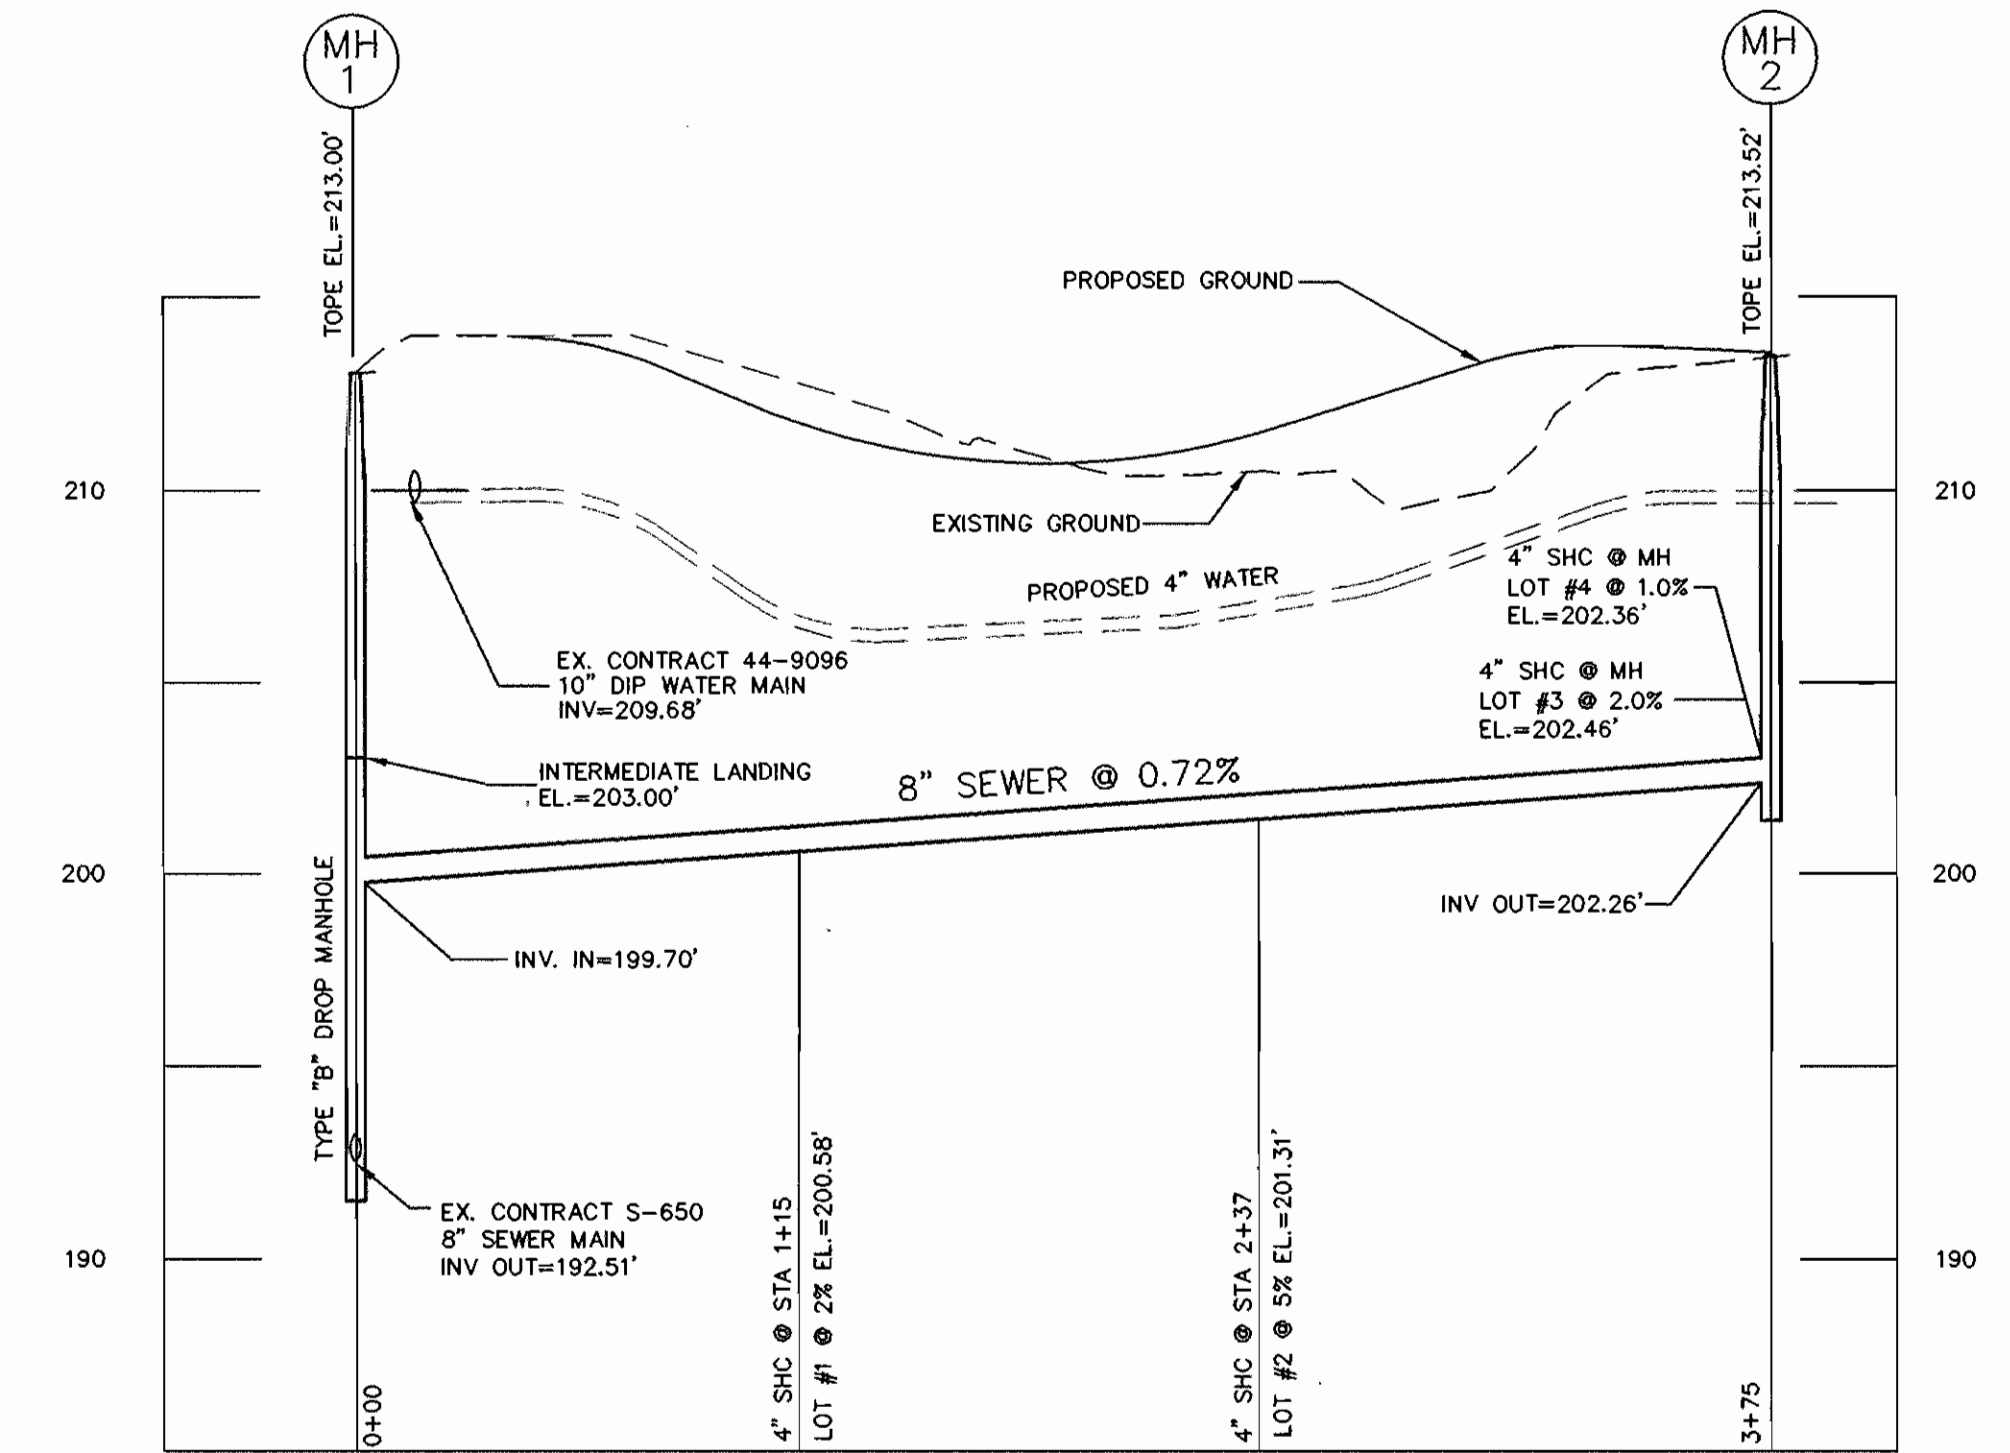 MH
1
MH
2
TOPE EL.=213.00'
TOPE EL.=213.52'
PROPOSED GROUND
210
210
EXISTING GROUND
PROPOSED 4" WATER
4" SHC @ MH
LOT #4 @ 1.0%
EL.=202.36'
EX. CONTRACT 44-9096
10" DIP WATER MAIN
INV=209.68'
4" SHC @ MH
LOT #3 @ 2.0%
EL.=202.46'
INTERMEDIATE LANDING
EL.=203.00'
8" SEWER @ 0.72%
200
200
INV OUT=202.26'
INV. IN=199.70'
TYPE "B" DROP MANHOLE
EX. CONTRACT S-650
8" SEWER MAIN
INV OUT=192.51'
190
190
0+00
4" SHC @ STA 1+15
LOT #1 @ 2% EL.=200.58'
4" SHC @ STA 2+37
LOT #2 @ 5% EL.=201.31'
3+75